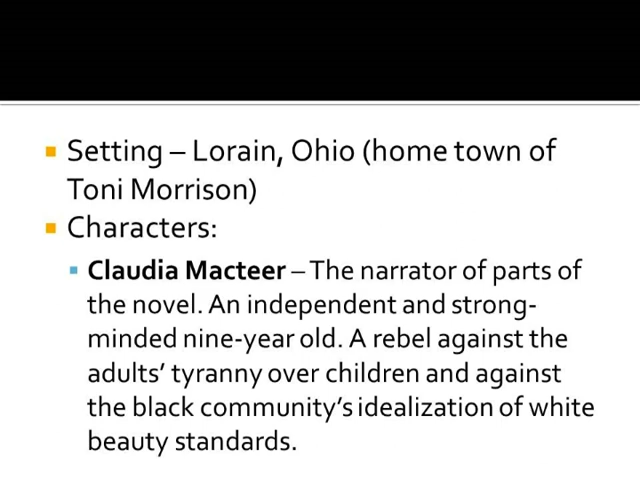 Setting – Lorain, Ohio (home town of
Toni Morrison)
Characters:
Claudia Macteer – The narrator of parts of
the novel. An independent and strong-
minded nine-year old. A rebel against the
adults’ tyranny over children and against
the black community’s idealization of white
beauty standards.